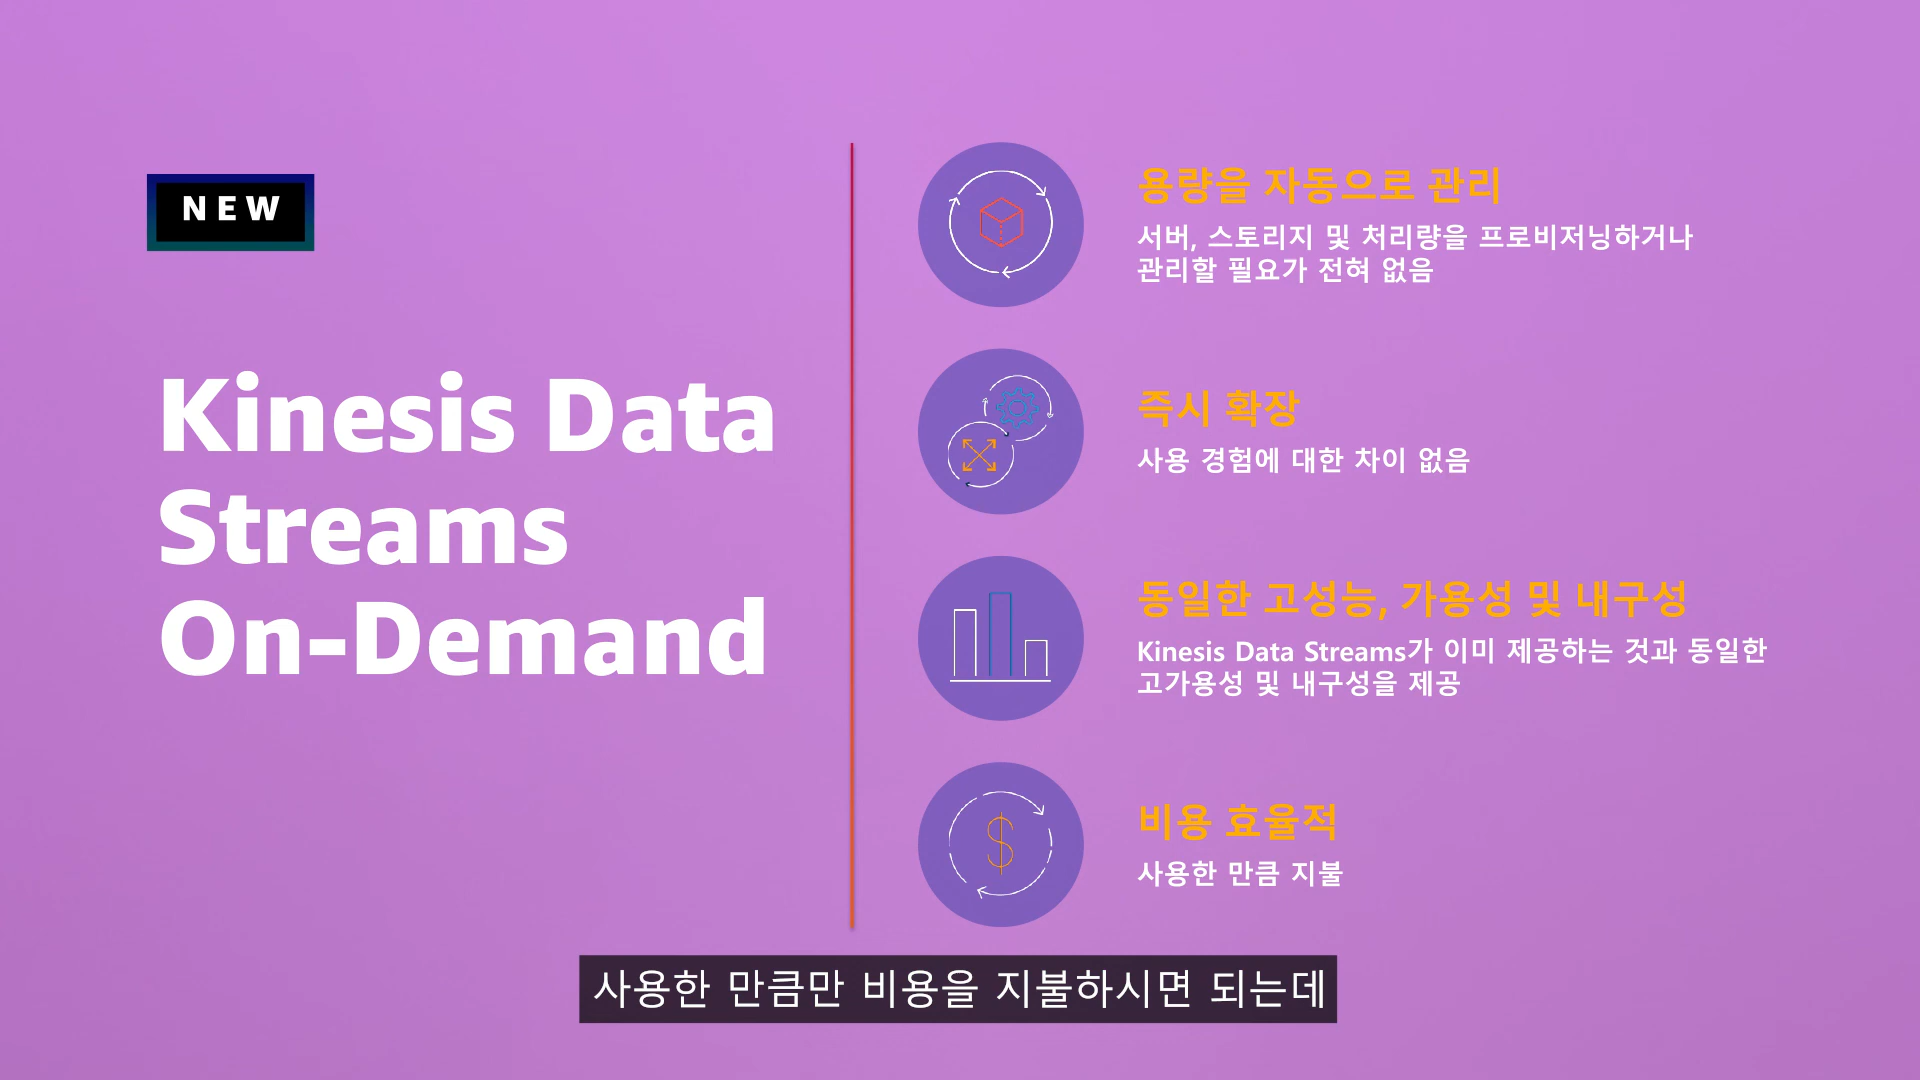 NEW
Kinesis Data
Streams
On-Demand
용량을 자동으로 관리
서버, 스토리지 및 처리량을 프로비저닝하거나
관리할 필요가 전혀 없음
즉시 확장
사용 경험에 대한 차이 없음
동일한 고성능, 가용성 및 내구성
Kinesis Data Streams가 이미 제공하는 것과 동일한
고가용성 및 내구성을 제공
비용 효율적
사용한 만큼 지불
사용한 만큼만 비용을 지불하시면 되는데